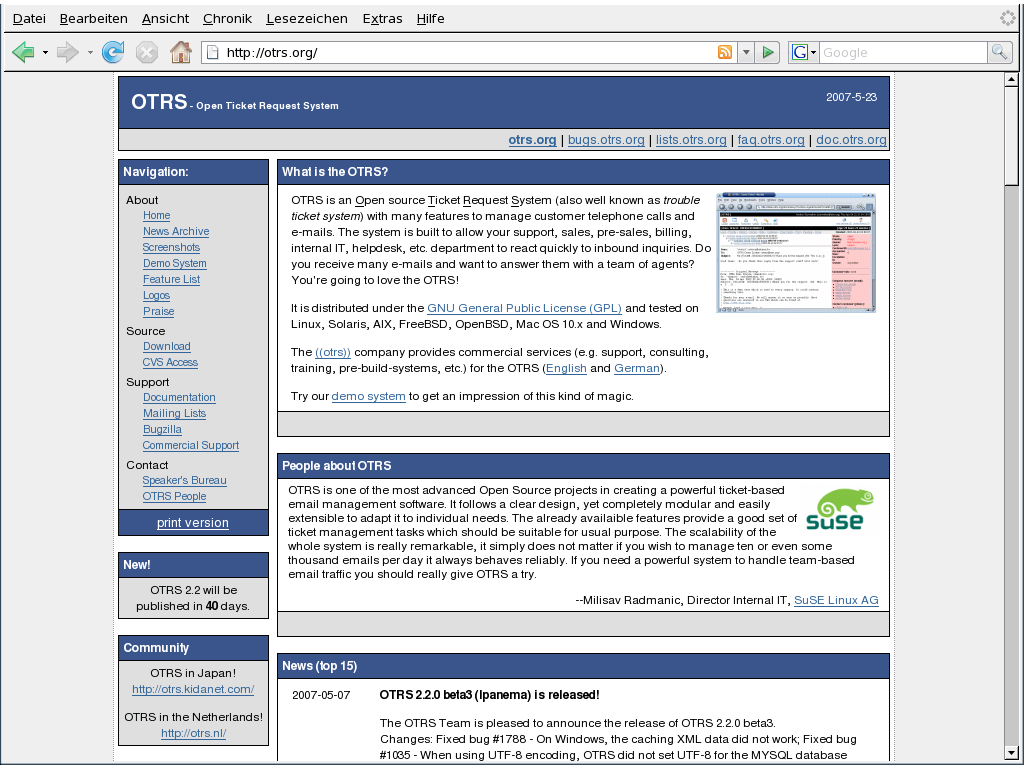 Datei Bearbeiten Ansicht Chronik Lesezeichen Extras Hilfe
http://otrs.org/
G Google
OTRS - Open Ticket Request System
2007-5-23
otrs.org | bugs.otrs.org | lists.otrs.org | faq.otrs.org | doc.otrs.org
Navigation:
About
Home
News Archive
Screenshots
Demo System
Feature List
Logos
Praise
Source
Download
CVS Access
Support
Documentation
Mailing Lists
Bugzilla
Commercial Support
Contact
Speaker's Bureau
OTRS People
print version
New!
OTRS 2.2 will be
published in 40 days.
Community
OTRS in Japan!
http://otrs.kidanet.com/
OTRS in the Netherlands!
http://otrs.nl/
What is the OTRS?
OTRS is an Open source Ticket Request System (also well known as trouble
ticket system) with many features to manage customer telephone calls and
e-mails. The system is built to allow your support, sales, pre-sales, billing,
internal IT, helpdesk, etc. department to react quickly to inbound inquiries. Do
you receive many e-mails and want to answer them with a team of agents?
You're going to love the OTRS!
It is distributed under the GNU General Public License (GPL) and tested on
Linux, Solaris, AIX, FreeBSD, OpenBSD, Mac OS 10.x and Windows.
The ((otrs)) company provides commercial services (e.g. support, consulting,
training, pre-build-systems, etc.) for the OTRS (English and German).
Try our demo system to get an impression of this kind of magic.
People about OTRS
OTRS is one of the most advanced Open Source projects in creating a powerful ticket-based
email management software. It follows a clear design, yet completely modular and easily
extensible to adapt it to individual needs. The already availaible features provide a good set of
ticket management tasks which should be suitable for usual purpose. The scalability of the
whole system is really remarkable, it simply does not matter if you wish to manage ten or even some
thousand emails per day it always behaves reliably. If you need a powerful system to handle team-based
email traffic you should really give OTRS a try.
suse
--Milisav Radmanic, Director Internal IT, SuSE Linux AG
News (top 15)
2007-05-07 OTRS 2.2.0 beta3 (Ipanema) is released!
The OTRS Team is pleased to announce the release of OTRS 2.2.0 beta3.
Changes: Fixed bug #1788 - On Windows, the caching XML data did not work; Fixed bug
#1035 - When using UTF-8 encoding, OTRS did not set UTF-8 for the MYSQL database